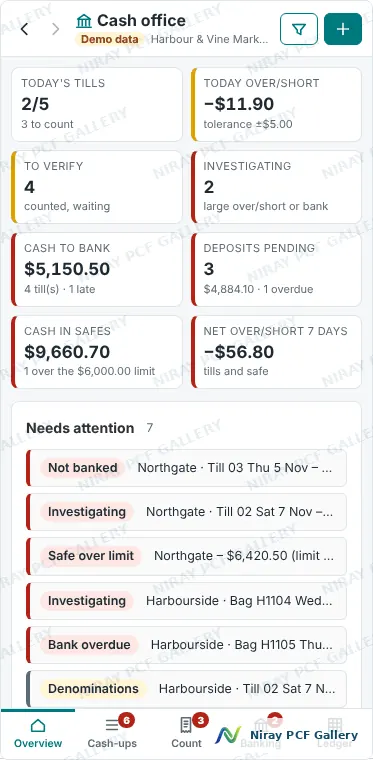 Cash office
Demo data Harbour & Vine Mark...
TODAY'S TILLS
2/5
3 to count
TODAY OVER/SHORT
−$11.90
tolerance ±$5.00
TO VERIFY
4
counted, waiting
INVESTIGATING
2
large over/short or bank
CASH TO BANK
$5,150.50
4 till(s) · 1 late
DEPOSITS PENDING
3
$4,884.10 · 1 overdue
CASH IN SAFES
$9,660.70
1 over the $6,000.00 limit
NET OVER/SHORT 7 DAYS
−$56.80
tills and safe
Needs attention 7
Not banked Northgate · Till 03 Thu 5 Nov – ...
Investigating Northgate · Till 02 Sat 7 Nov –...
Safe over limit Northgate – $6,420.50 (limit ...
Investigating Harbourside · Bag H1104 Wed...
Bank overdue Harbourside · Bag H1105 Thu...
Denominations Harbourside · Till 02 Sat 7 N...
Overview
6
Cash-ups
3
Count
2
Banking
Ledger
Niray PCF Gallery
NIRAY PCF GALLERY